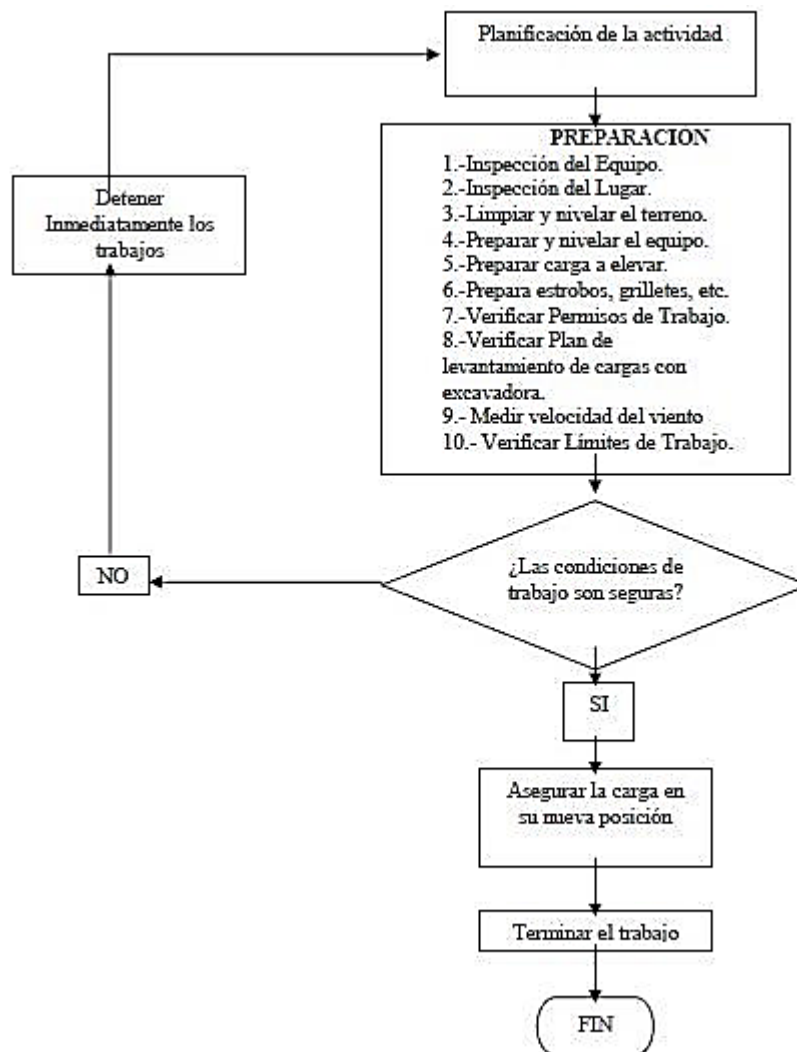 Planificación de la actividad
PREPARACION
1.-Inspección del Equipo.
2.-Inspección del Lugar.
3.-Limpiar y nivelar el terreno.
4.-Preparar y nivelar el equipo.
5.-Preparar carga a elevar.
6.-Prepara estrobos, grilletes, etc.
7.-Verificar Permisos de Trabajo.
8.-Verificar Plan de
levantamiento de cargas con
excavadora.
9.- Medir velocidad del viento
10.- Verificar Límites de Trabajo.
Detener
Inmediatamente los
trabajos
¿Las condiciones de
trabajo son seguras?
NO
SI
Asegurar la carga en
su nueva posición
Terminar el trabajo
FIN